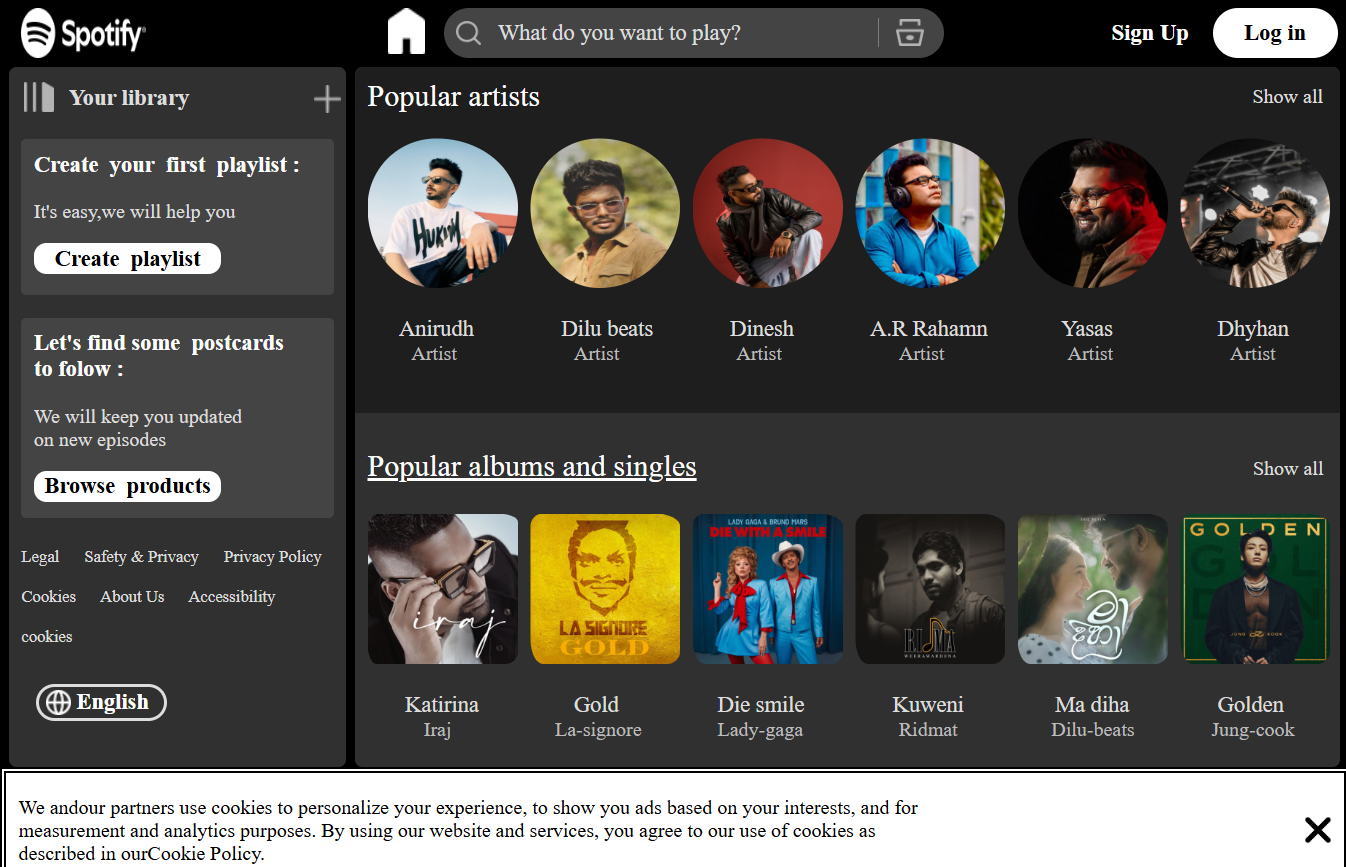 Spotify®
What do you want to play?
Sign Up
Log in
Your library
Create your first playlist :
It's easy,we will help you
Create playlist
Let's find some postcards
to folow :
We will keep you updated
on new episodes
Browse products
Legal Safety & Privacy Privacy Policy
Cookies About Us Accessibility
cookies
English
Popular artists
Show all
HUKUM
Anirudh
Artist
Dilu beats
Artist
Dinesh
Artist
A.R Rahamn
Artist
Yasas
Artist
Dhyhan
Artist
Popular albums and singles
Show all
iraj
LA SIGNORE
GOLD
LADY GAGA & BRUNO MARS
DIE WITH A SMILE
RIDMA
WEERAWARDENA
මා
දිහා
GOLDEN
JUNG KOOK
Katirina
Iraj
Gold
La-signore
Die smile
Lady-gaga
Kuweni
Ridmat
Ma diha
Dilu-beats
Golden
Jung-cook
We andour partners use cookies to personalize your experience, to show you ads based on your interests, and for
measurement and analytics purposes. By using our website and services, you agree to our use of cookies as
described in ourCookie Policy.